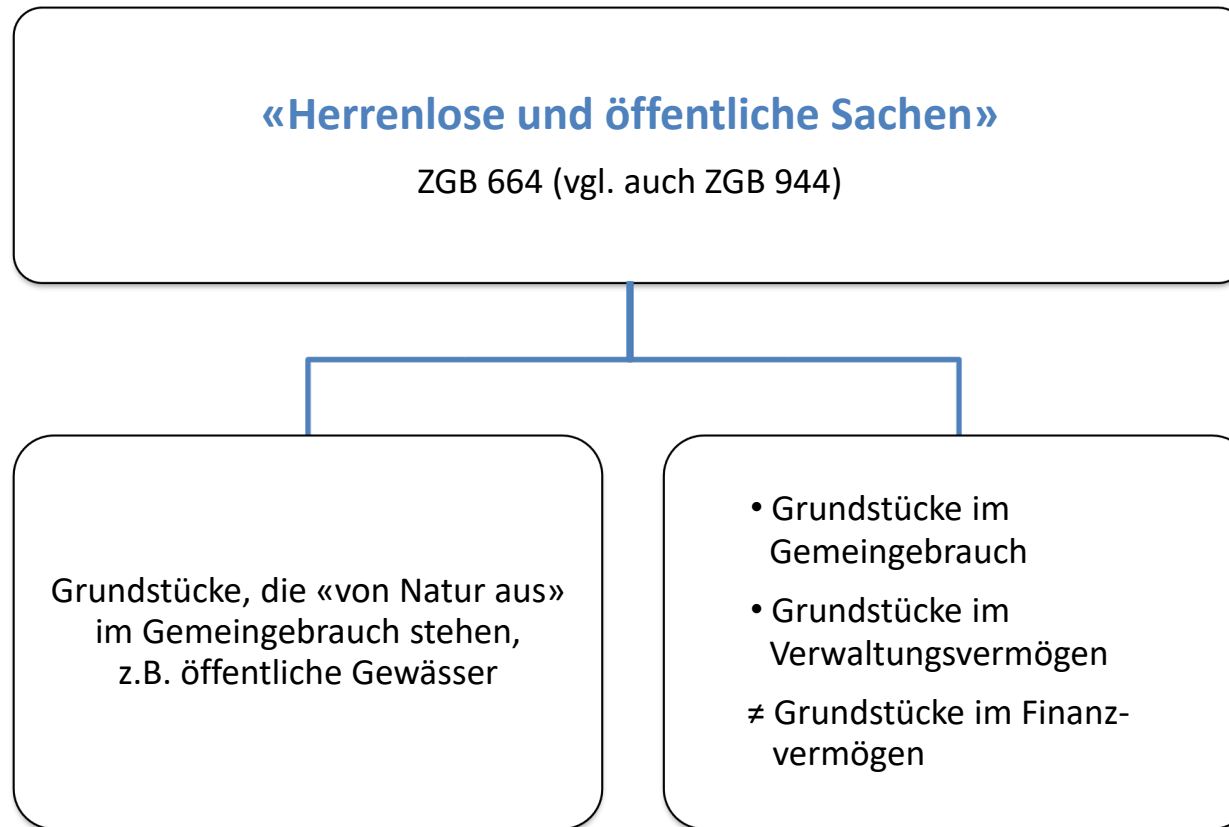 «Herrenlose und öffentliche Sachen»
ZGB 664 (vgl. auch ZGB 944)
Grundstücke, die «von Natur aus»
im Gemeingebrauch stehen,
z.B. öffentliche Gewässer
• Grundstücke im
Gemeingebrauch
• Grundstücke im
Verwaltungsvermögen
≠ Grundstücke im Finanz-
vermögen